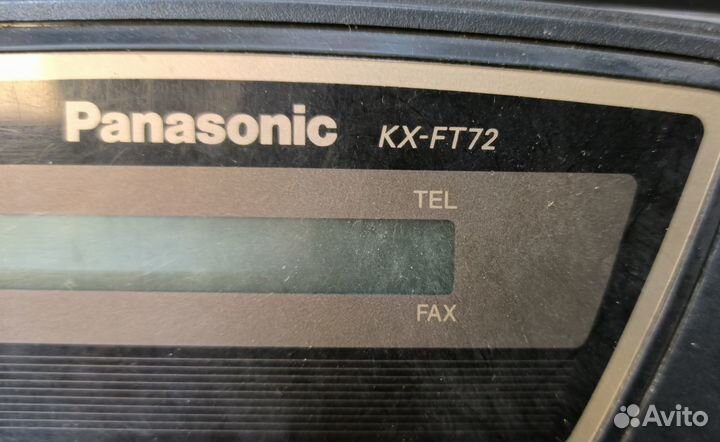 Panasonic KX-FT72
TEL
FAX
Avito